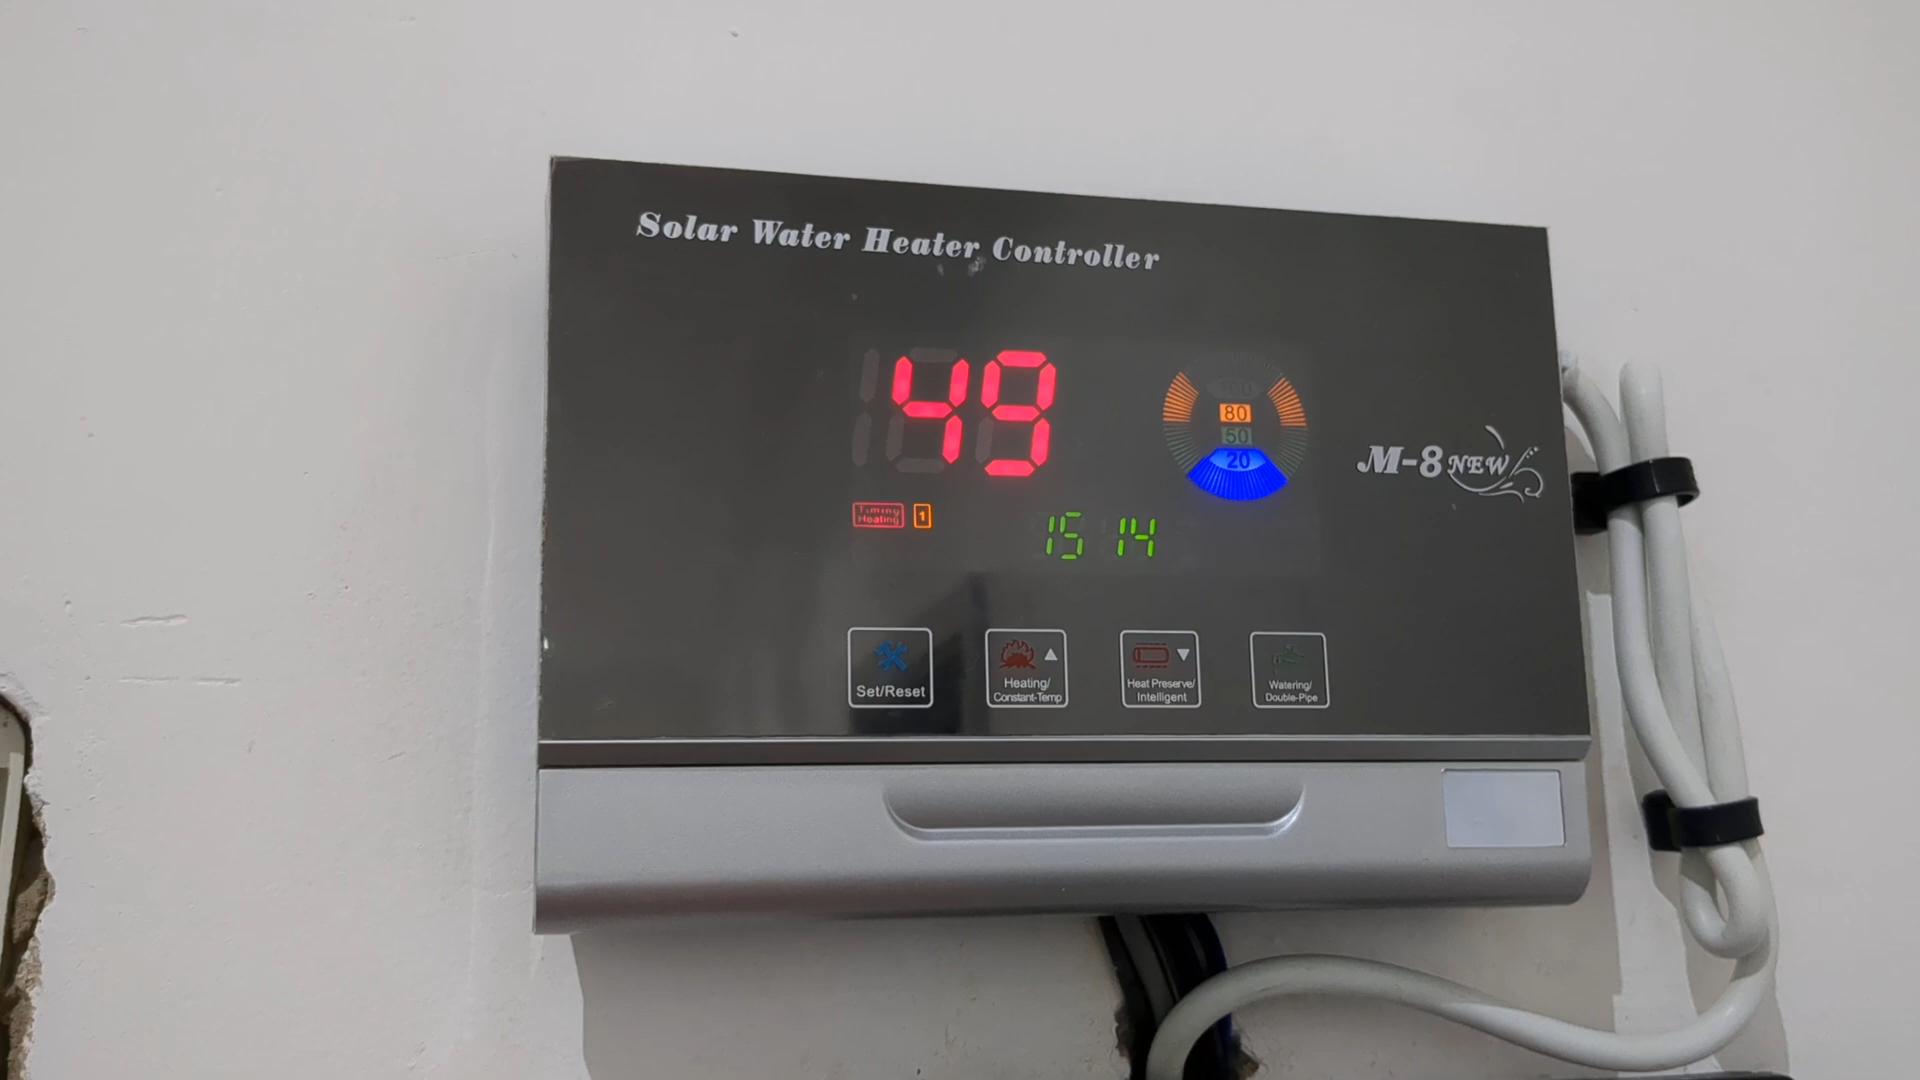 Solar Water Heater Controller
49
100
80
50
20
M-8 NEW
Timing
Heating
1
15 14
Set/Reset
Heating/
Constant-Temp
Heat Preserve/
Intelligent
Watering/
Double-Pipe